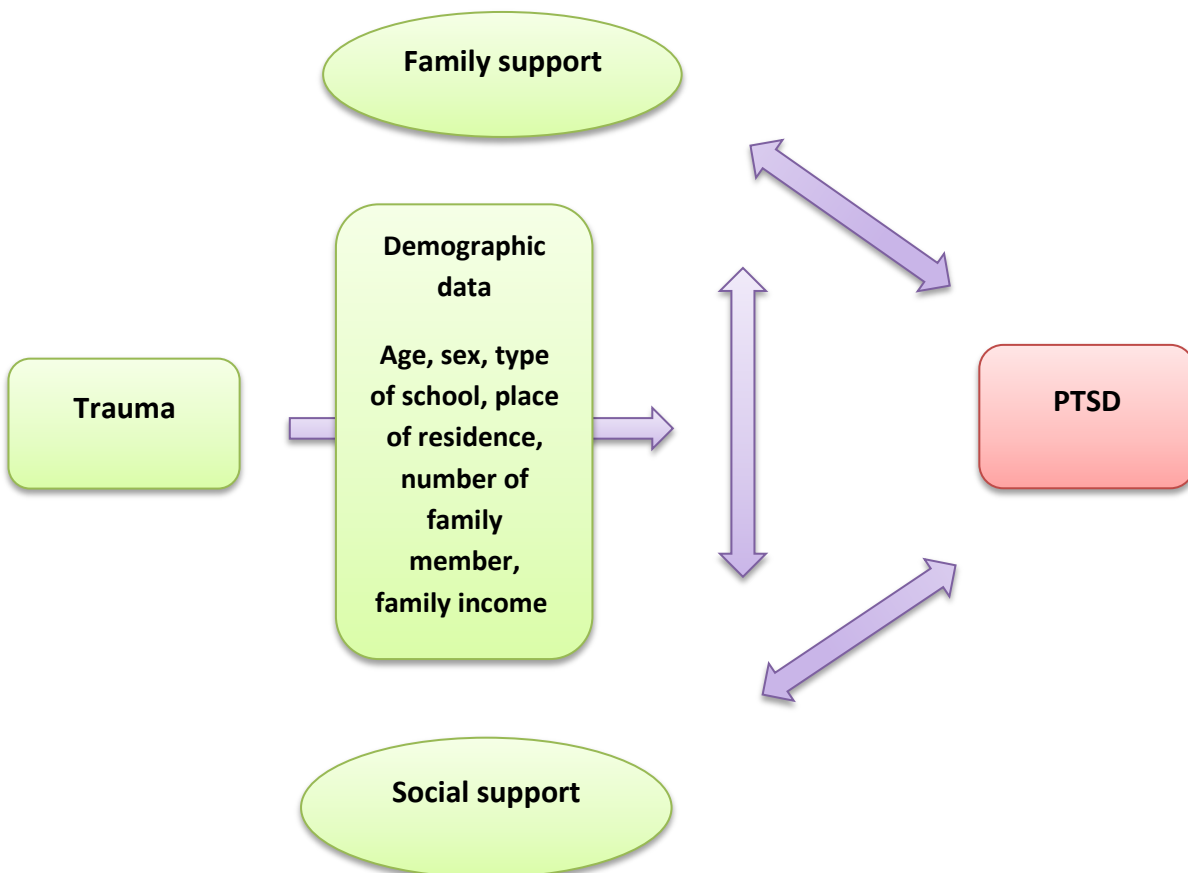 Family support
Demographic
data
Age, sex, type
of school, place
of residence,
number of
family
member,
family income
Trauma
PTSD
Social support